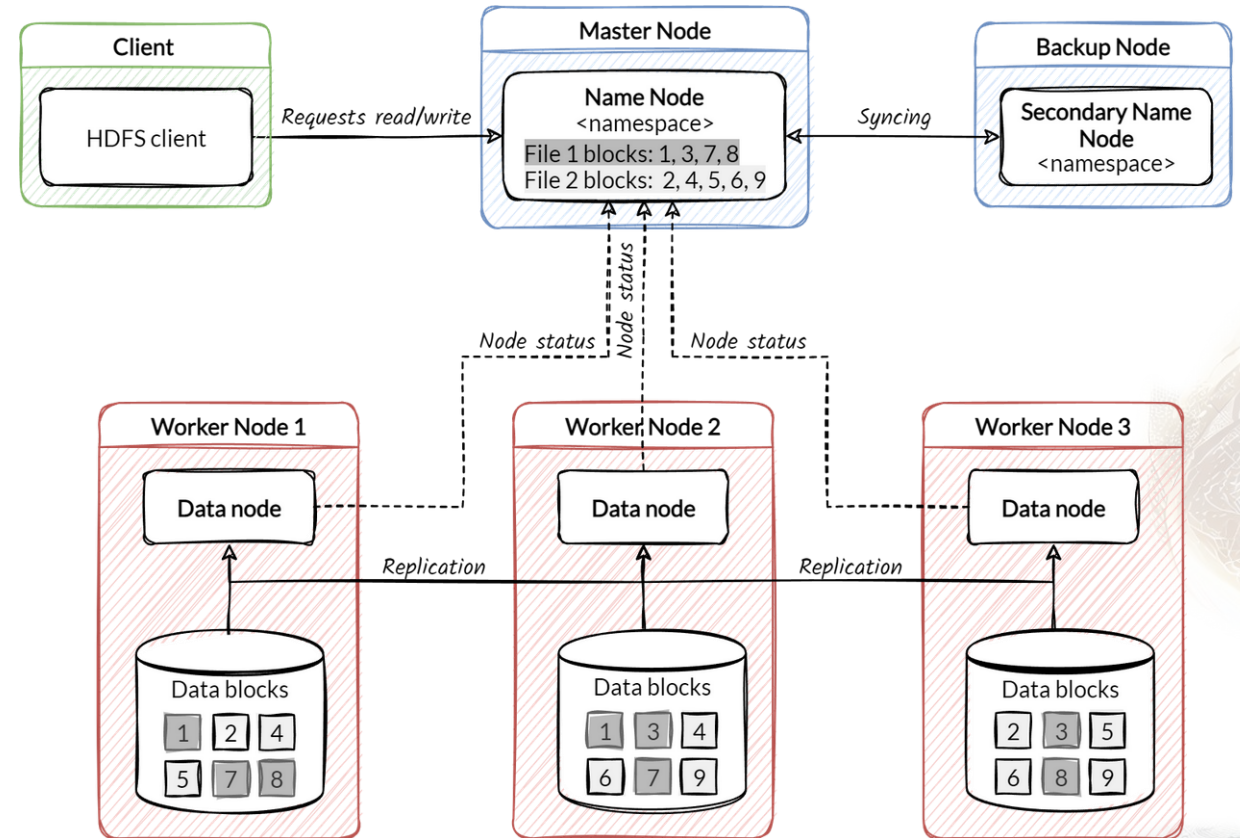 Client
HDFS client
Requests read/write
Master Node
Name Node
<namespace>
File 1 blocks: 1, 3, 7, 8
File 2 blocks: 2, 4, 5, 6, 9
Syncing
Backup Node
Secondary Name
Node
<namespace>
Node status
Node status
Node status
Worker Node 1
Data node
Worker Node 2
Data node
Worker Node 3
Data node
Replication
Replication
Data blocks
1 2 4
5 7 8
Data blocks
1 3 4
6 7 9
Data blocks
2 3 5
6 8 9